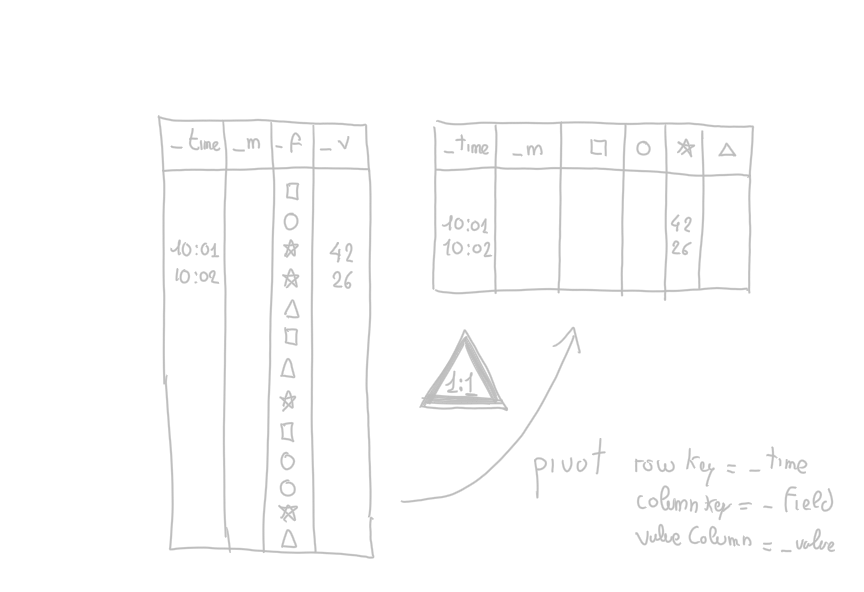 _time _m _f _v
10:01 42
10:02 26
_time _m
10:01 42
10:02 26
1:1
pivot row key = _time
column key = _field
value column = _value